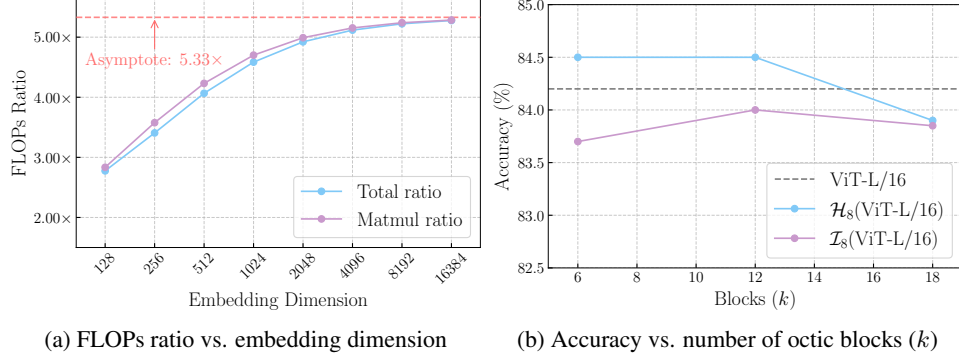 5.00×
4.00×
3.00×
2.00×
FLOPs Ratio
Asymptote: 5.33×
Total ratio
Matmul ratio
128
256
512
1024
2048
4096
8192
16384
Embedding Dimension
(a) FLOPs ratio vs. embedding dimension
85.0
84.5
84.0
83.5
83.0
82.5
Accuracy (%)
ViT-L/16
𝓗₈(ViT-L/16)
𝓘₈(ViT-L/16)
6
8
10
12
14
16
18
Blocks (k)
(b) Accuracy vs. number of octic blocks (k)